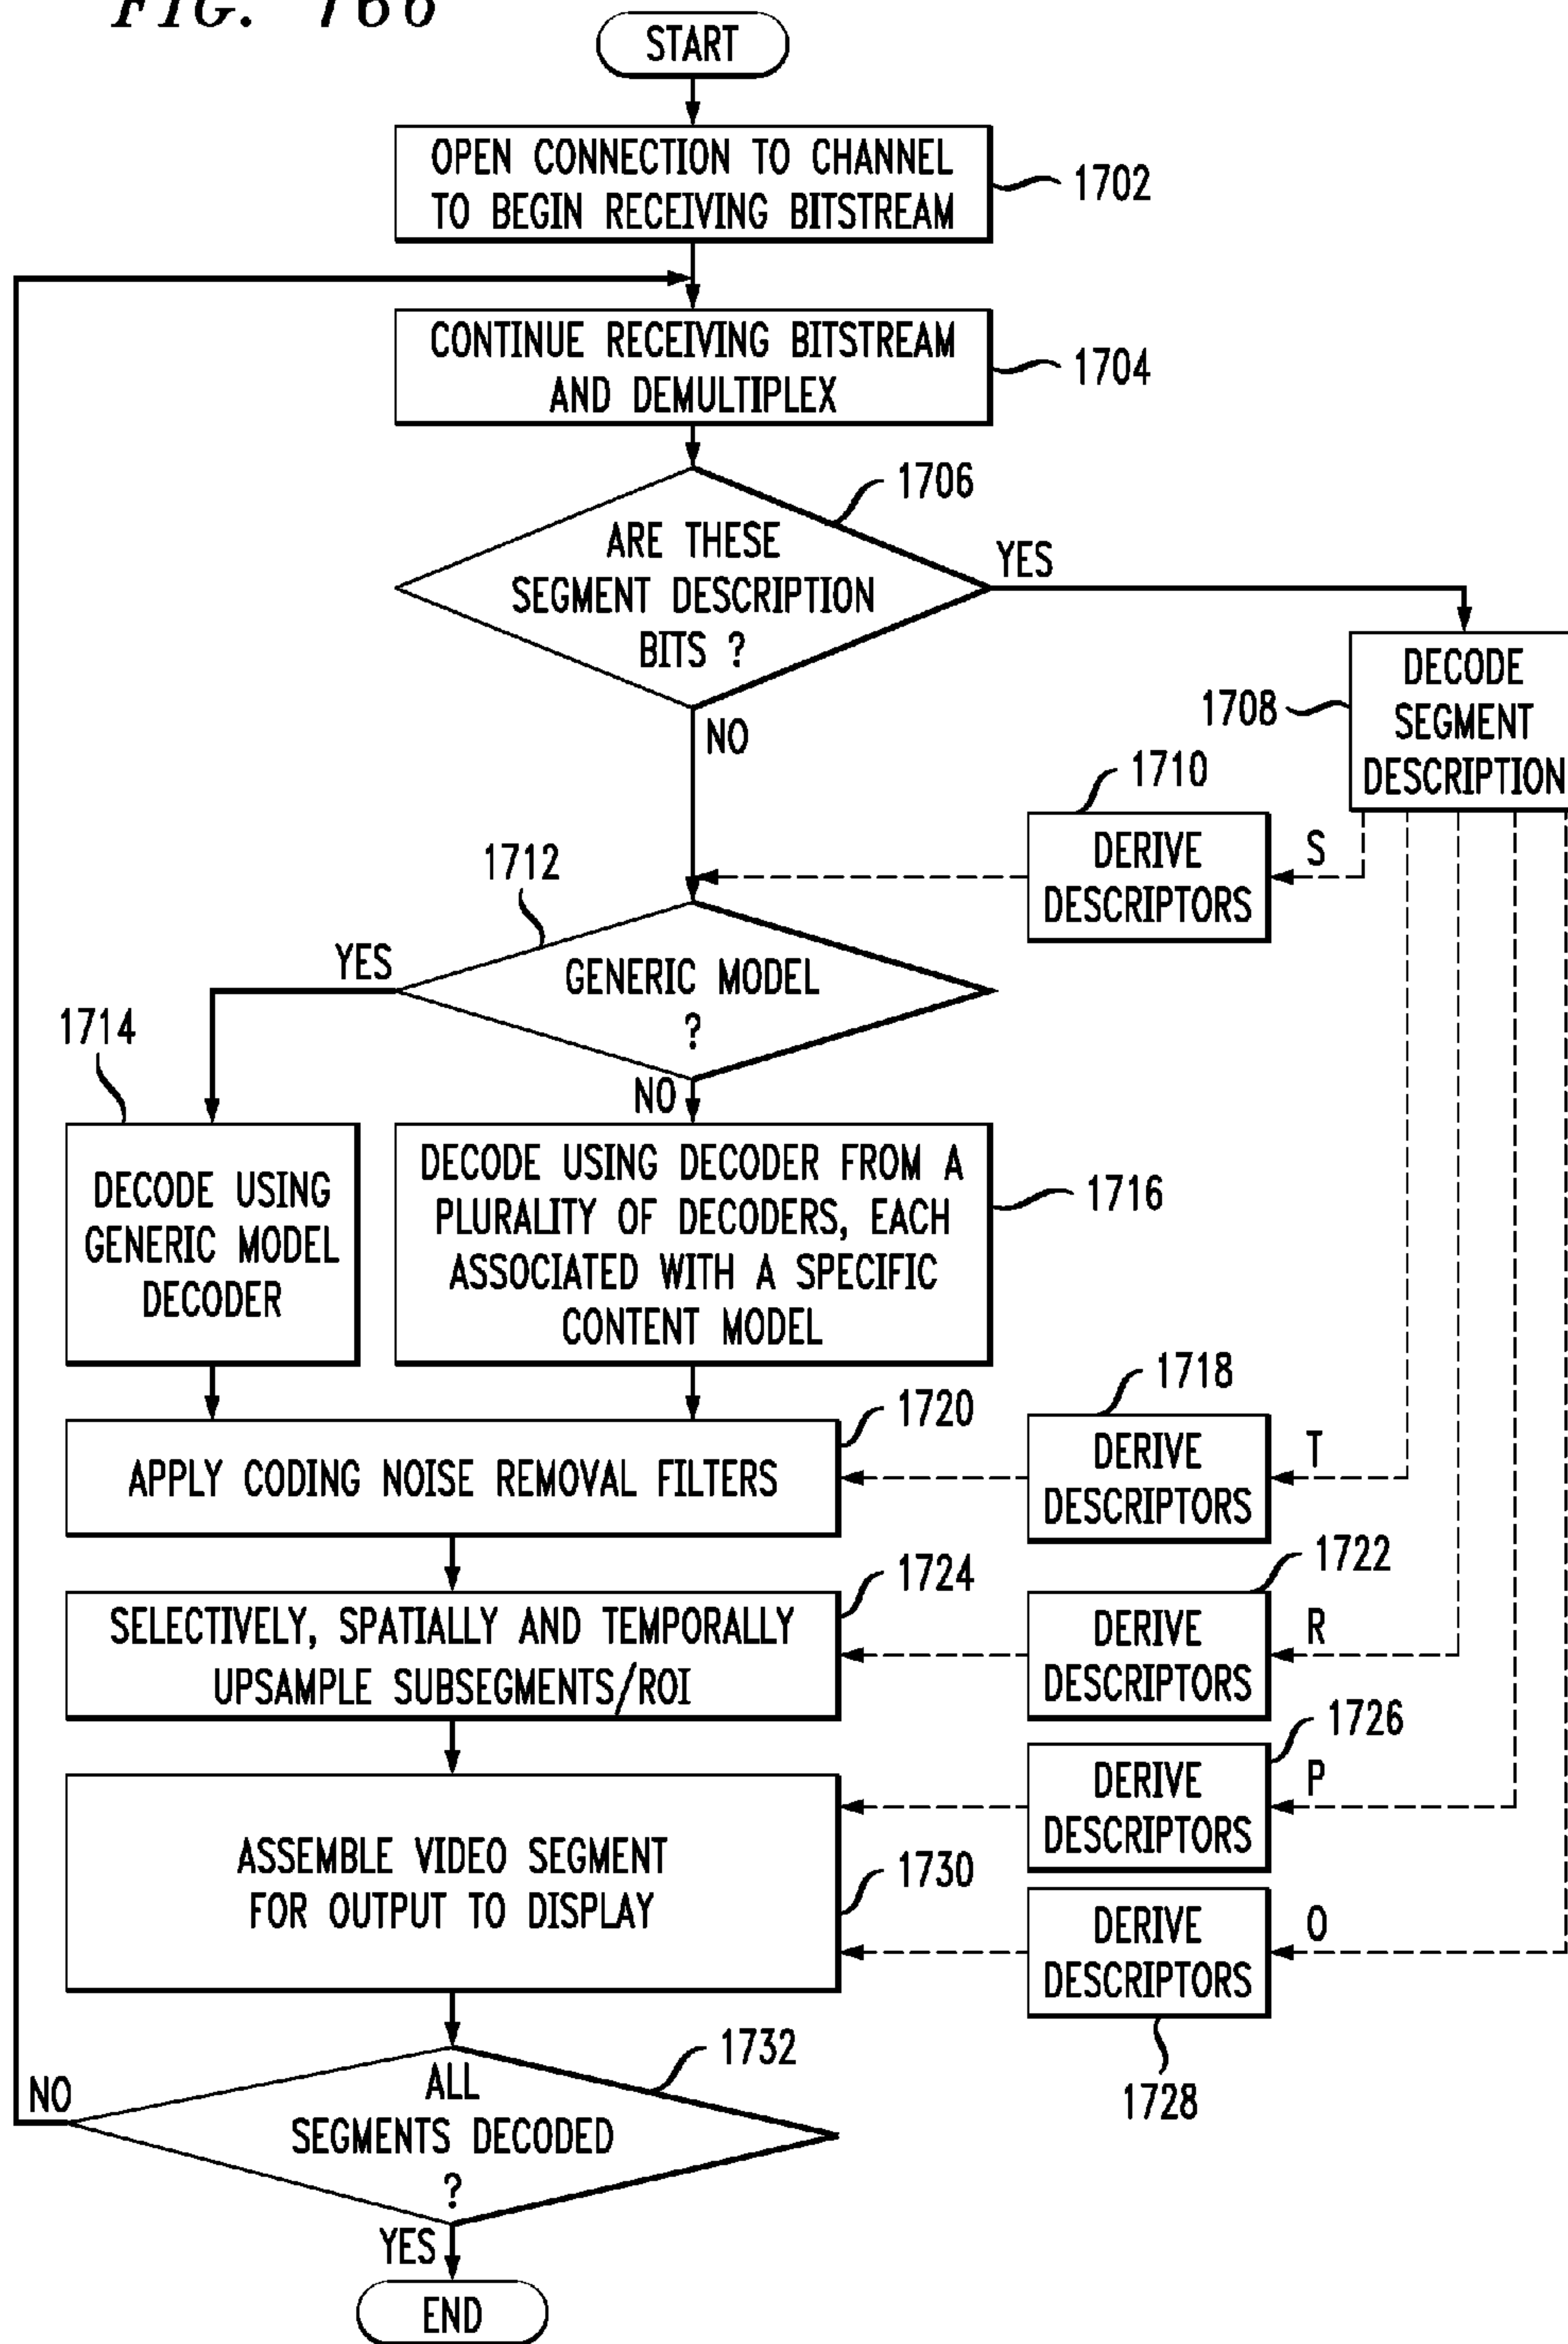 FIG.
START
OPEN CONNECTION TO CHANNEL
TO BEGIN RECEIVING BITSTREAM
1702
CONTINUE RECEIVING BITSTREAM
AND DEMULTIPLEX
1704
1706
ARE THESE
SEGMENT DESCRIPTION
BITS ?
YES
NO
DECODE
SEGMENT
DESCRIPTION
1708
1710
DERIVE
DESCRIPTORS
S
1712
GENERIC MODEL
?
YES
NO
1714
DECODE USING
GENERIC MODEL
DECODER
DECODE USING DECODER FROM A
PLURALITY OF DECODERS, EACH
ASSOCIATED WITH A SPECIFIC
CONTENT MODEL
1716
1718
DERIVE
DESCRIPTORS
T
1720
APPLY CODING NOISE REMOVAL FILTERS
1722
DERIVE
DESCRIPTORS
R
1724
SELECTIVELY, SPATIALLY AND TEMPORALLY
UPSAMPLE SUBSEGMENTS/ROI
1726
DERIVE
DESCRIPTORS
P
ASSEMBLE VIDEO SEGMENT
FOR OUTPUT TO DISPLAY
1730
DERIVE
DESCRIPTORS
O
1728
1732
ALL
SEGMENTS DECODED
?
NO
YES
END